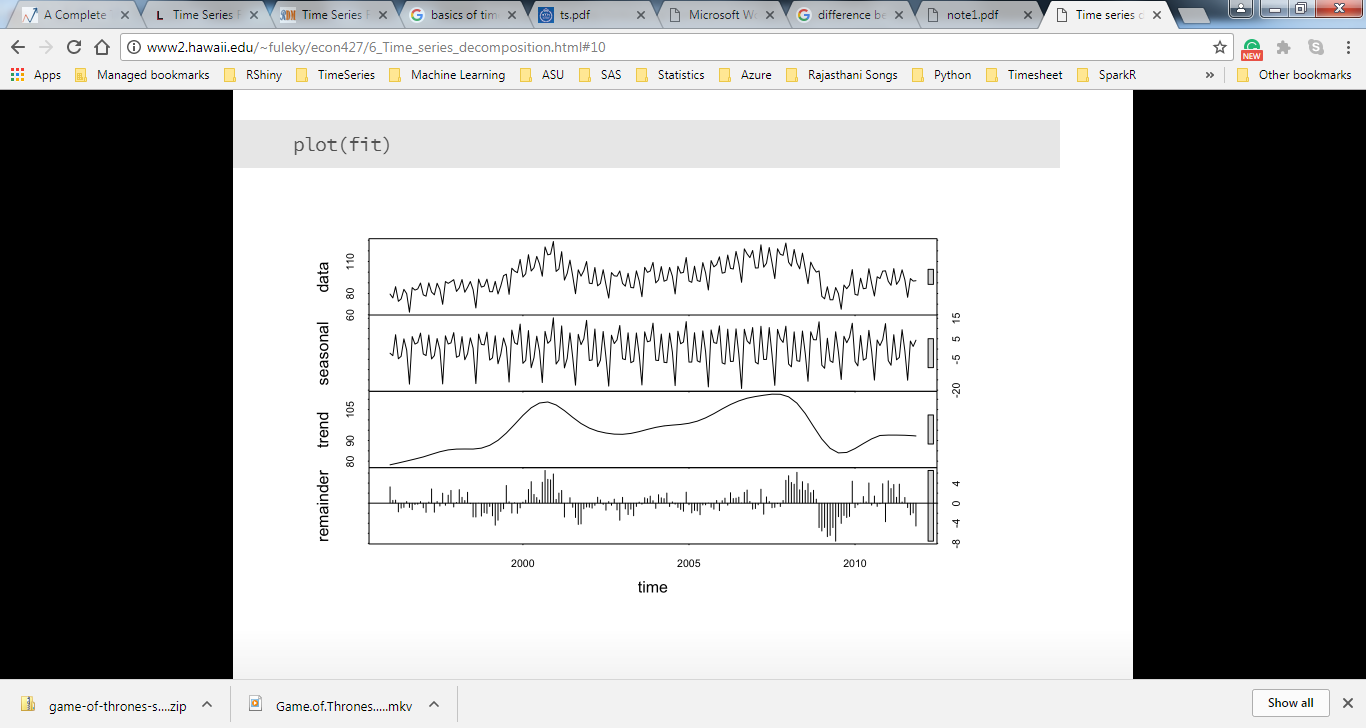 A Complete
Time Series F
Time Series F
basics of tim
ts.pdf
Microsoft W
difference be
note1.pdf
Time series d
www2.hawaii.edu/~fuleky/econ427/6_Time_series_decomposition.html#10
NEW
Apps
Managed bookmarks
RShiny
TimeSeries
Machine Learning
ASU
SAS
Statistics
Azure
Rajasthani Songs
Python
Timesheet
SparkR
»
Other bookmarks
plot(fit)
data
60 80 110
seasonal
-20 -5 5 15
trend
80 90 105
remainder
-8 -4 0 4
2000 2005 2010
time
game-of-thrones-s....zip
Game.of.Thrones.....mkv
Show all